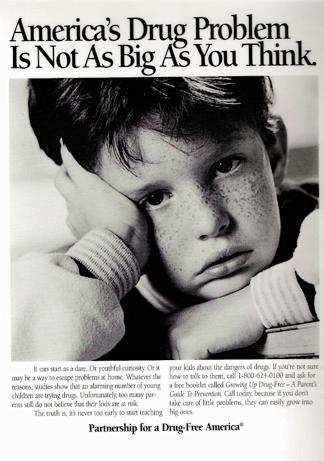 America's Drug Problem
Is Not As Big As You Think.
It can start as a dare. Or youthful curiosity. Or it
may be a way to escape problems at home. Whatever the
reasons, studies show that an alarming number of young
children are trying drugs. Unfortunately, too many par-
ents still do not believe that their kids are at risk.
The truth is, it's never too early to start teaching
your kids about the dangers of drugs. If you're not sure
how to talk to them, call 1-800-624-0100 and ask for
a free booklet called Growing Up Drug-Free – A Parent's
Guide To Prevention. Call today, because if you don't
take care of little problems, they can easily grow into
big ones.
Partnership for a Drug-Free America®